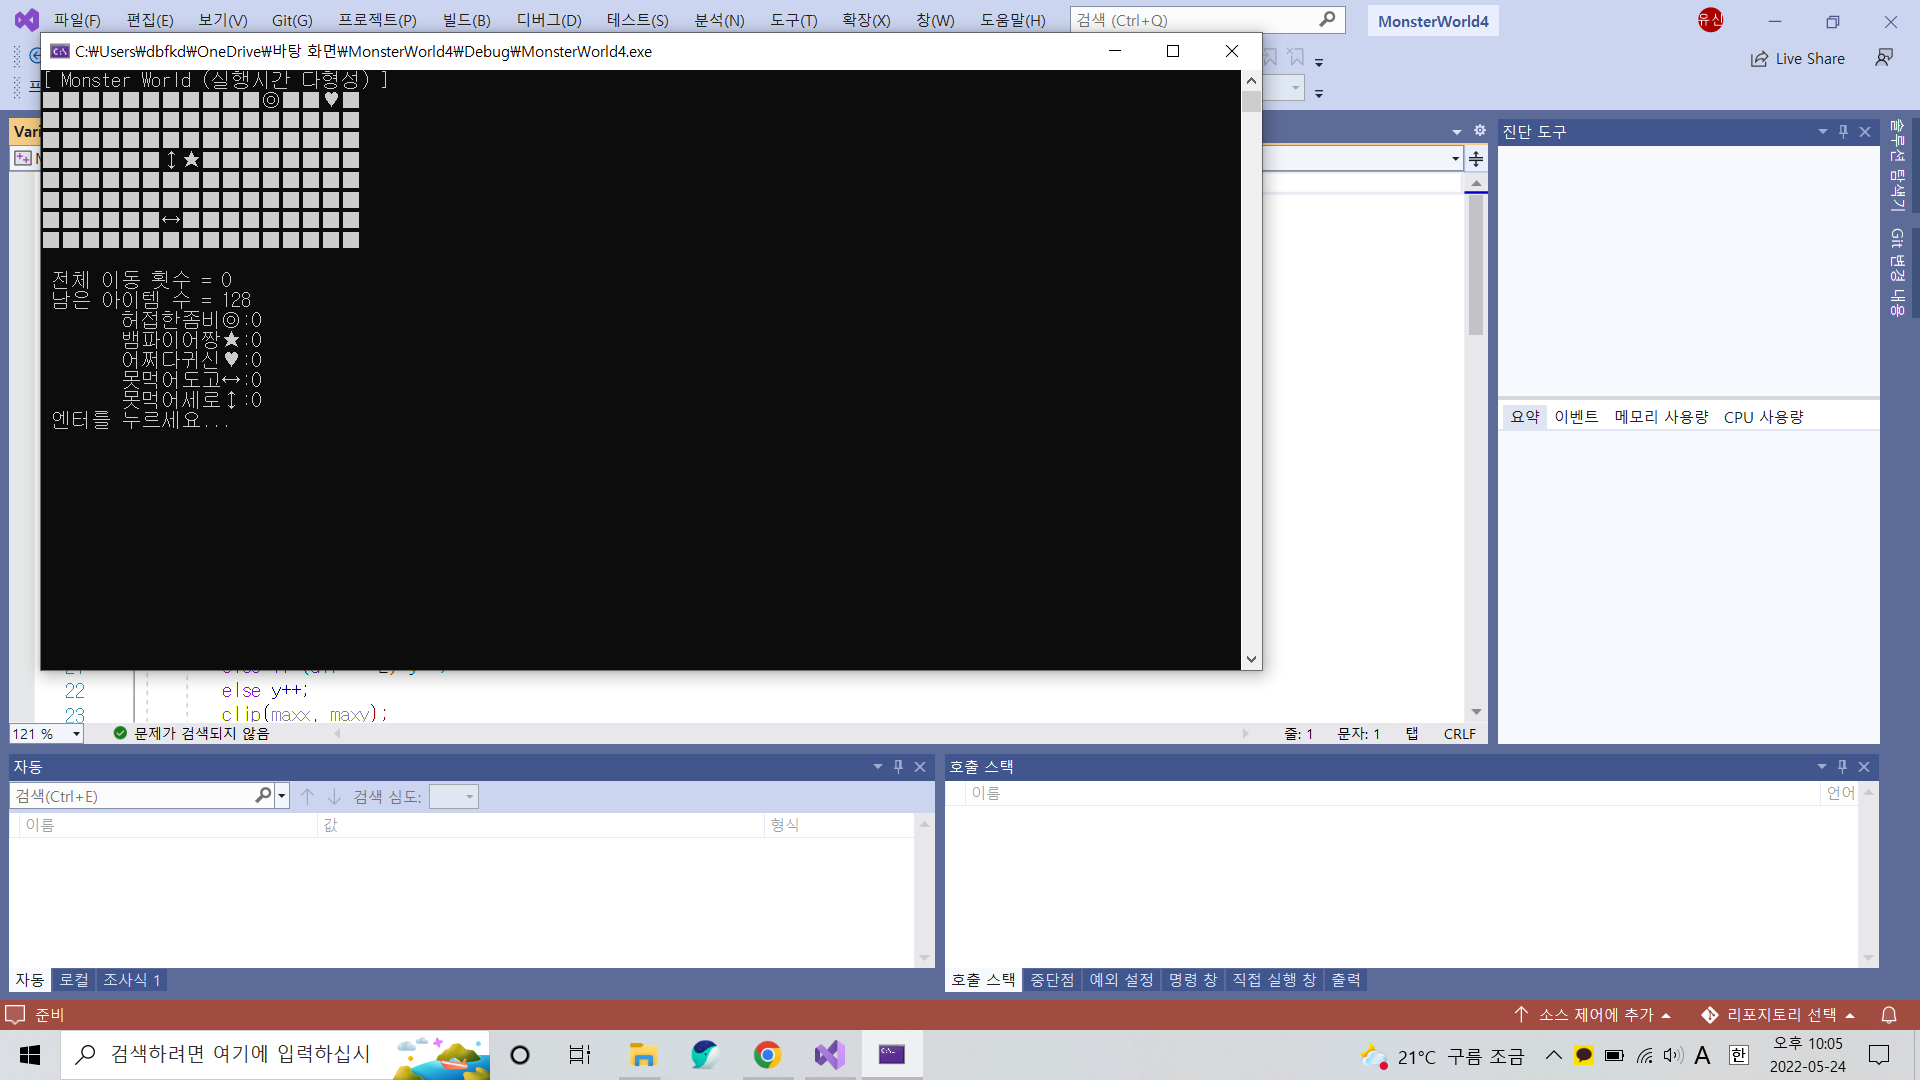 파일(F) 편집(E) 보기(V) Git(G) 프로젝트(P) 빌드(B) 디버그(D) 테스트(S) 분석(N) 도구(T) 확장(X) 창(W) 도움말(H) 검색 (Ctrl+Q) MonsterWorld4 유신
C:₩Users₩dbfkd₩OneDrive₩바탕 화면₩MonsterWorld4₩Debug₩MonsterWorld4.exe
Live Share
[ Monster World (실행시간 다형성) ]
■■■■■■■■■■■◎■■♥■
■■■■■■■■■■■■■■■■
■■■■■■■■■■■■■■■■
■■■■■■↕★■■■■■■■■
■■■■■■■■■■■■■■■■
■■■■■■■■■■■■■■■■
■■■■■■↔■■■■■■■■■
■■■■■■■■■■■■■■■■
전체 이동 횟수 = 0
남은 아이템 수 = 128
허접한좀비◎:0
뱀파이어짱★:0
어쩌다귀신♥:0
못먹어도고↔:0
못먹어세로↕:0
엔터를 누르세요...
Vari
진단 도구
요약 이벤트 메모리 사용량 CPU 사용량
솔루션 탐색기
Git 변경 내용
22 else y++;
23 clip(maxx, maxy);
121 % 문제가 검색되지 않음 줄: 1 문자: 1 탭 CRLF
자동
검색(Ctrl+E) 검색 심도:
이름 값 형식
자동 로컬 조사식 1
호출 스택
이름 언어
호출 스택 중단점 예외 설정 명령 창 직접 실행 창 출력
준비 소스 제어에 추가 리포지토리 선택
검색하려면 여기에 입력하십시 21°C 구름 조금 A 한 오후 10:05
2022-05-24